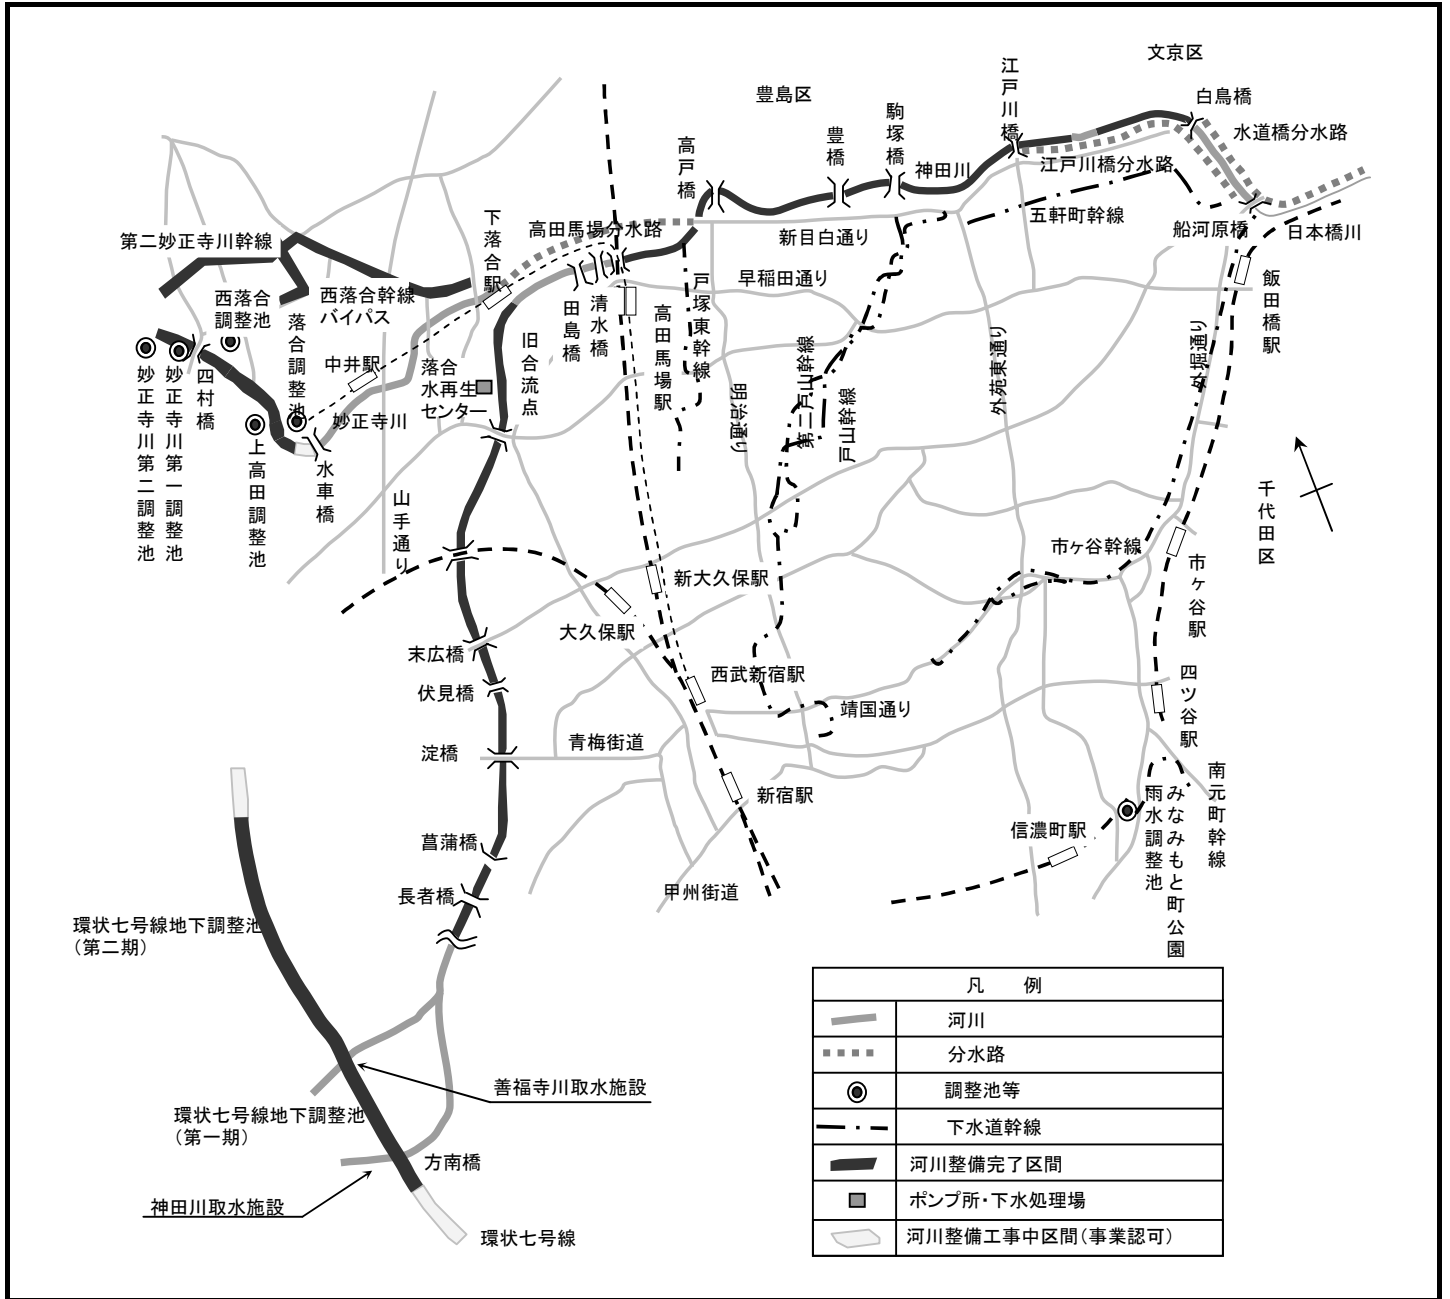 文京区
豊島区
江戸川橋
白鳥橋
駒塚橋
水道橋分水路
豊橋
高戸橋
神田川
江戸川橋分水路
五軒町幹線
船河原橋
日本橋川
下落合駅
高田馬場分水路
新目白通り
第二妙正寺川幹線
西落合調整池
西落合幹線
バイパス
早稲田通り
飯田橋駅
落合調整池
田島橋
清水橋
高田馬場駅
戸塚東幹線
旧合流点
中井駅
落合
水再生
センター
妙正寺川
妙正寺川第二調整池
妙正寺川第一調整池
四村橋
上高田調整池
水車橋
山手通り
明治通り
第二戸山幹線
戸山幹線
外苑東通り
外堀通り
千代田区
市ヶ谷幹線
市ヶ谷駅
新大久保駅
大久保駅
末広橋
伏見橋
西武新宿駅
靖国通り
四ツ谷駅
淀橋
青梅街道
新宿駅
南元町幹線
みなみもと町公園
雨水調整池
信濃町駅
菖蒲橋
長者橋
甲州街道
環状七号線地下調整池
(第二期)
善福寺川取水施設
環状七号線地下調整池
(第一期)
方南橋
神田川取水施設
環状七号線
凡 例
河川
分水路
調整池等
下水道幹線
河川整備完了区間
ポンプ所・下水処理場
河川整備工事中区間(事業認可)